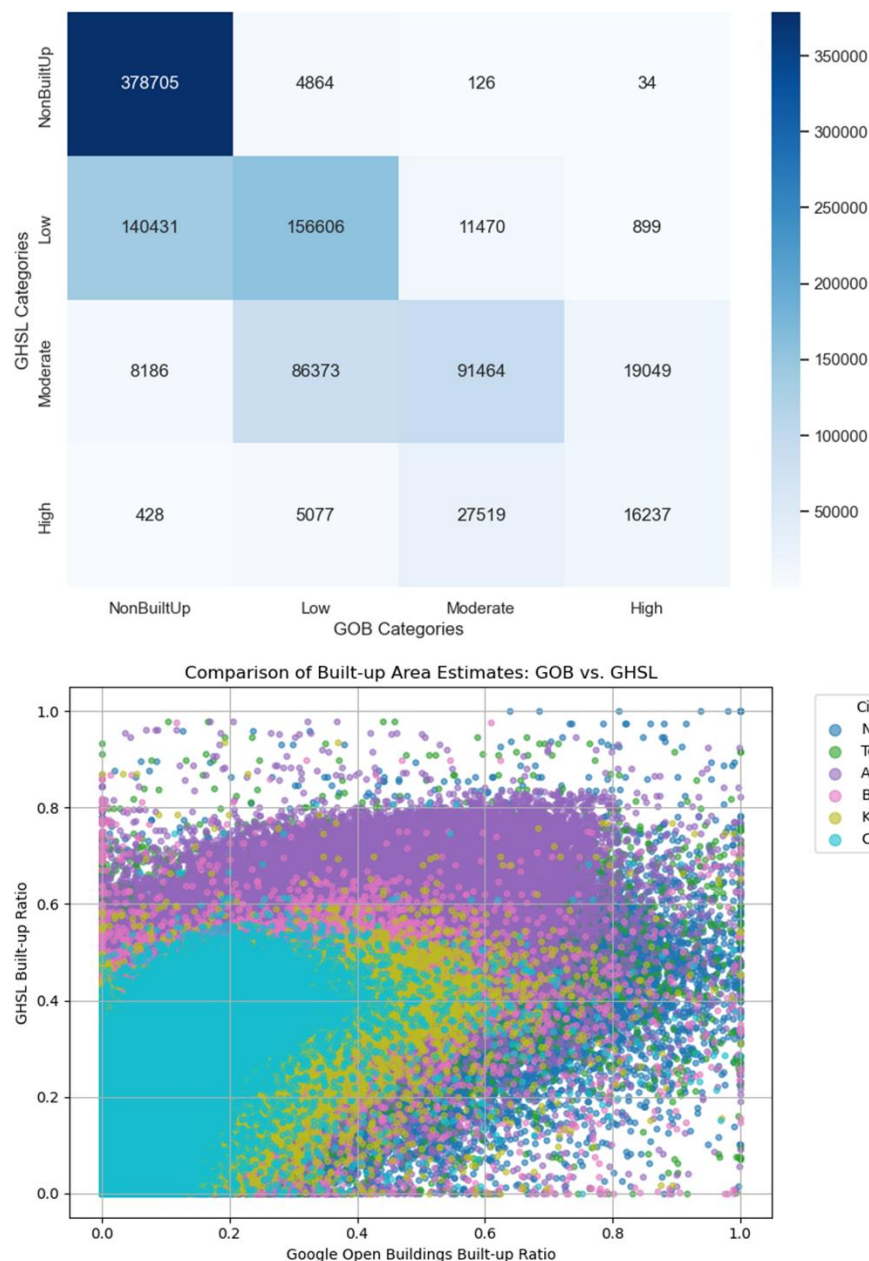 NonBuiltUp 378705 4864 126 34
Low 140431 156606 11470 899
Moderate 8186 86373 91464 19049
High 428 5077 27519 16237
GHSL Categories
NonBuiltUp Low Moderate High
GOB Categories
350000
300000
250000
200000
150000
100000
50000
Comparison of Built-up Area Estimates: GOB vs. GHSL
1.0
0.8
0.6
0.4
0.2
0.0
GHSL Built-up Ratio
0.0 0.2 0.4 0.6 0.8 1.0
Google Open Buildings Built-up Ratio
Ci
N
To
A
B
K
C